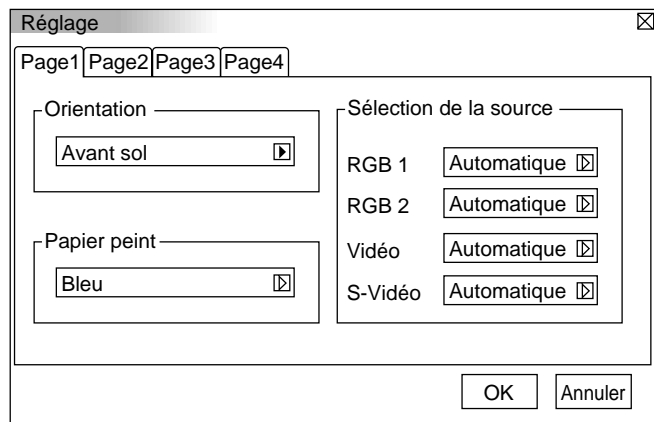 Réglage
Page1 Page2 Page3 Page4
Orientation
Avant sol
Papier peint
Bleu
Sélection de la source
RGB 1 Automatique
RGB 2 Automatique
Vidéo Automatique
S-Vidéo Automatique
OK Annuler